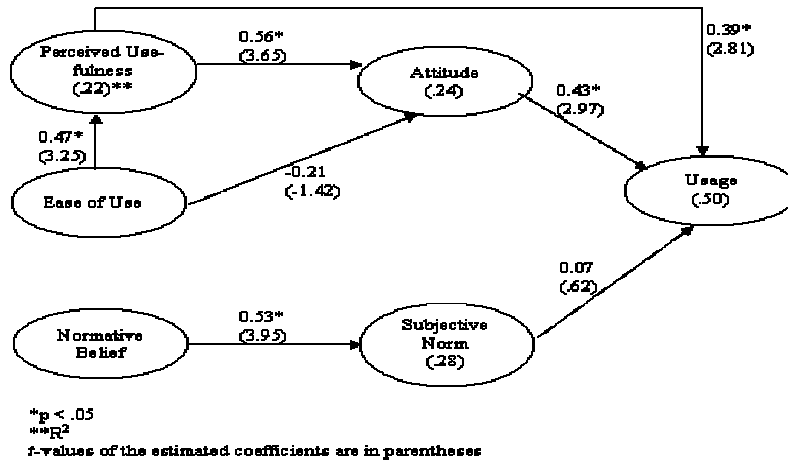 0.56*
(3.65)
0.39*
(2.81)
Perceived Use-
fulness
(.22)**
Attitude
(.24)
0.43*
(2.97)
0.47*
(3.25)
-0.21
(-1.42)
Ease of Use
Usage
(.50)
0.07
(.62)
Normative
Belief
0.53*
(3.95)
Subjective
Norm
(.28)
*p < .05
**R²
t-values of the estimated coefficients are in parentheses